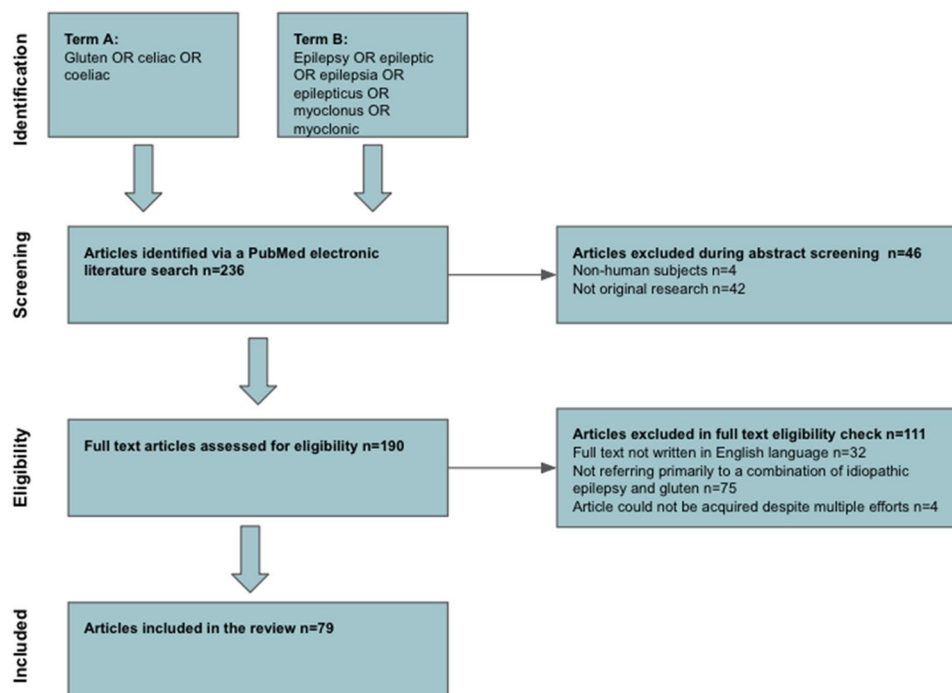 Identification
Term A:
Gluten OR celiac OR
coeliac
Term B:
Epilepsy OR epileptic
OR epilepsia OR
epilepticus OR
myoclonus OR
myoclonic
Screening
Articles identified via a PubMed electronic
literature search n=236
Articles excluded during abstract screening  n=46
Non-human subjects n=4
Not original research n=42
Eligibility
Full text articles assessed for eligibility n=190
Articles excluded in full text eligibility check n=111
Full text not written in English language n=32
Not referring primarily to a combination of idiopathic
epilepsy and gluten n=75
Article could not be acquired despite multiple efforts n=4
Included
Articles included in the review n=79